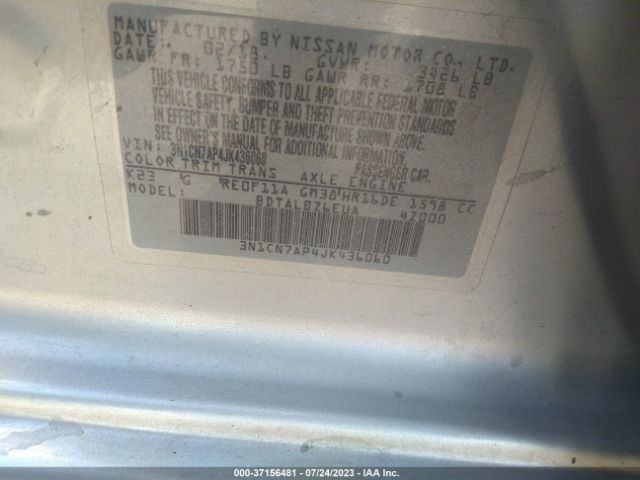 MANUFACTURED BY NISSAN MOTOR CO., LTD.
DATE: 02/18 GVWR: 3426 LB
GAWR FR: 1750 LB GAWR RR: 1708 LB
THIS VEHICLE CONFORMS TO ALL APPLICABLE FEDERAL MOTOR
VEHICLE SAFETY, BUMPER AND THEFT PREVENTION STANDARDS
IN EFFECT ON THE DATE OF MANUFACTURE SHOWN ABOVE.
SEE OWNER'S MANUAL FOR ADDITIONAL INFORMATION
VIN: 3N1CN7AP4JK436060 PASSENGER CAR.
COLOR TRIM TRANS AXLE ENGINE
K23 G RE0F11A GM38 HR16DE 1598 CC
MODEL: BDTALBZ6EUA 4Z000
3N1CN7AP4JK436060
000-37156481 - 07/24/2023 - IAA Inc.